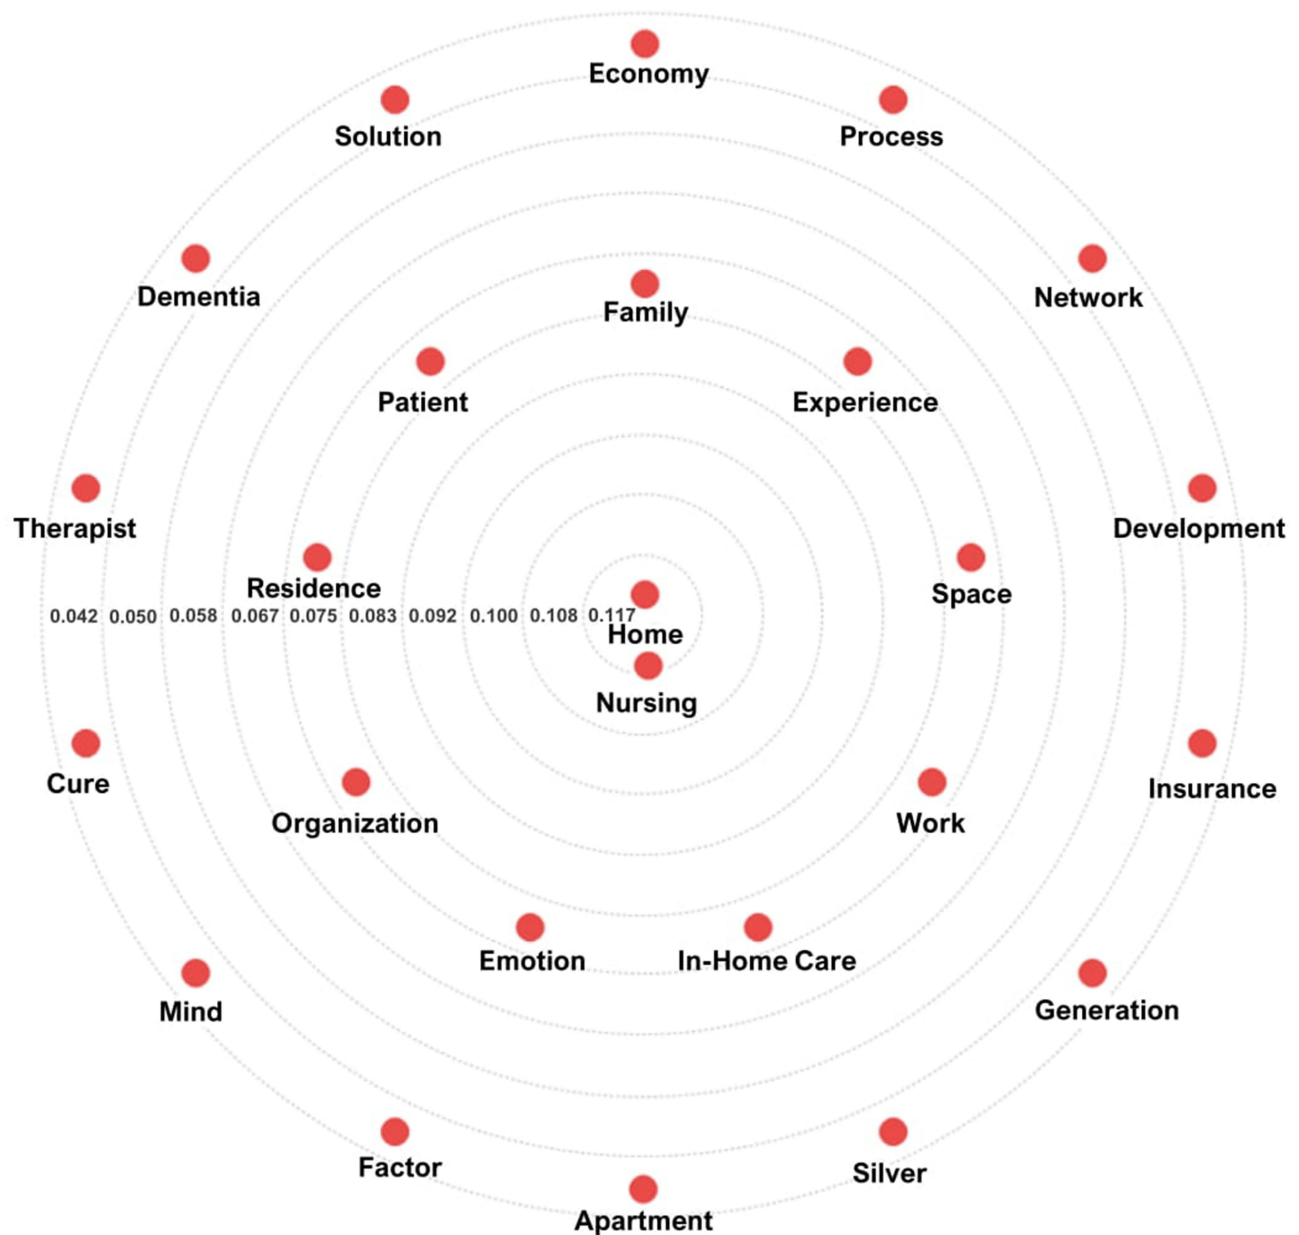 Economy
Solution
Process
Dementia
Network
Family
Patient
Experience
Therapist
Development
Residence
Space
0.042 0.050 0.058 0.067 0.075 0.083 0.092 0.100 0.108 0.117
Home
Nursing
Cure
Insurance
Organization
Work
Emotion
In-Home Care
Mind
Generation
Factor
Silver
Apartment